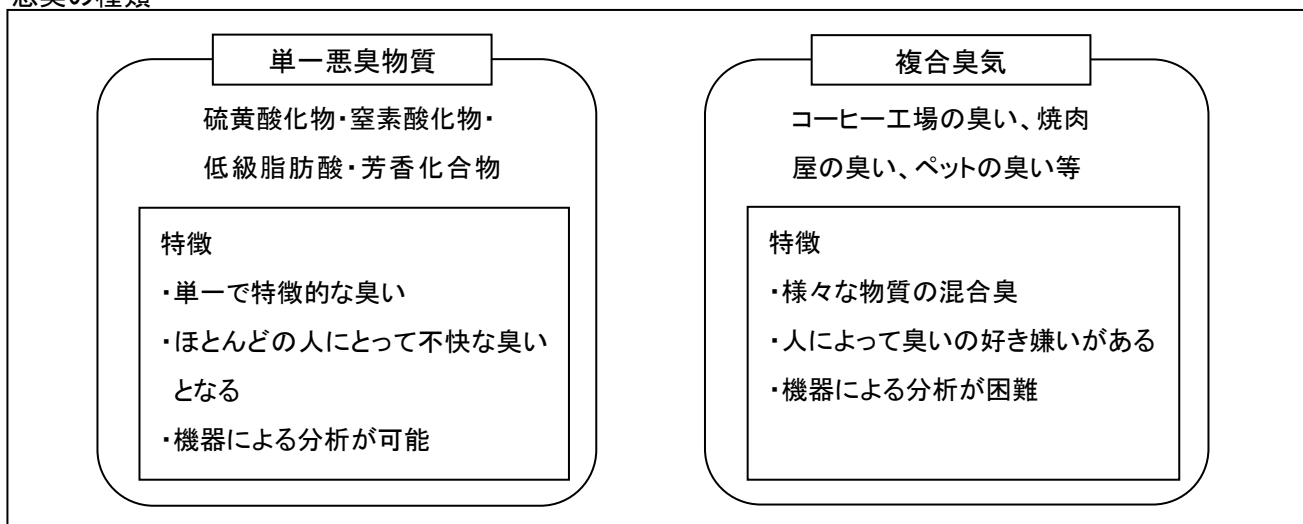 悪臭の種類
単一悪臭物質
硫黄酸化物・窒素酸化物・
低級脂肪酸・芳香化合物
特徴
・単一で特徴的な臭い
・ほとんどの人にとって不快な臭い
となる
・機器による分析が可能
複合臭気
コーヒー工場の臭い、焼肉
屋の臭い、ペットの臭い等
特徴
・様々な物質の混合臭
・人によって臭いの好き嫌いがある
・機器による分析が困難